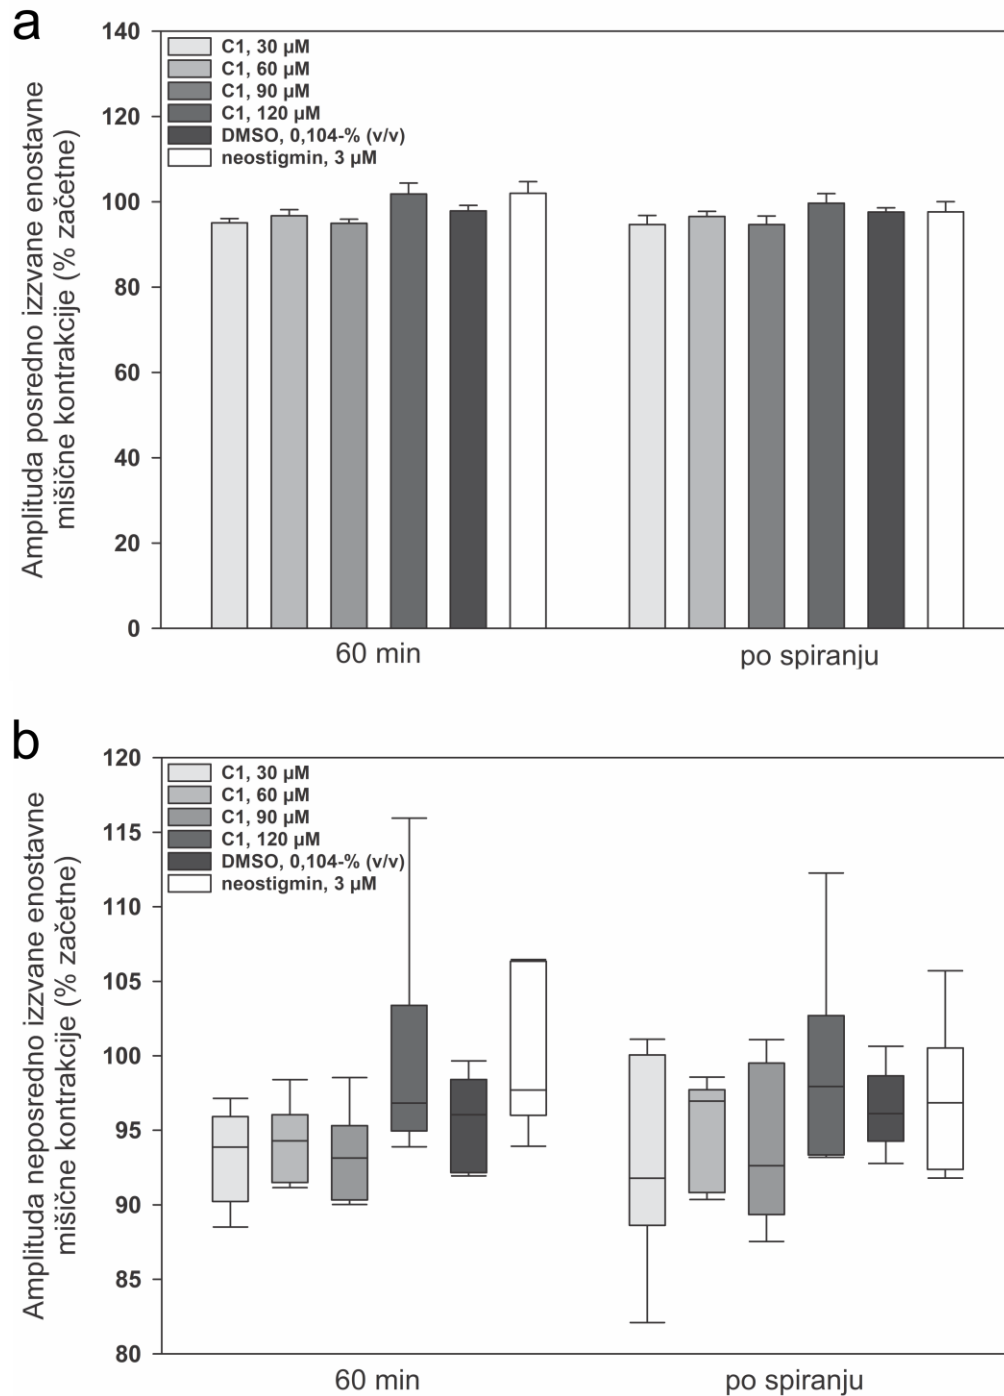 a
Amplituda posredno izzvane enostavne
mišične kontrakcije (% začetne)
140
120
100
80
60
40
20
0
C1, 30 µM
C1, 60 µM
C1, 90 µM
C1, 120 µM
DMSO, 0,104-% (v/v)
neostigmin, 3 µM
60 min
po spiranju
b
Amplituda neposredno izzvane enostavne
mišične kontrakcije (% začetne)
120
115
110
105
100
95
90
85
80
C1, 30 µM
C1, 60 µM
C1, 90 µM
C1, 120 µM
DMSO, 0,104-% (v/v)
neostigmin, 3 µM
60 min
po spiranju